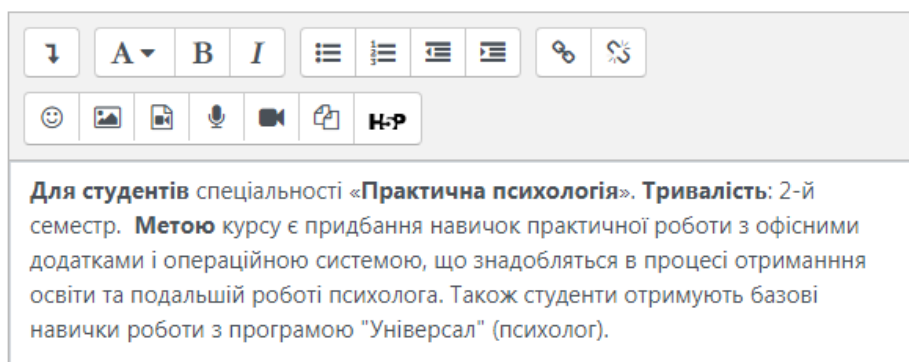 A B I
H5P
Для студентів спеціальності «Практична психологія». Тривалість: 2-й
семестр. Метою курсу є придбання навичок практичної роботи з офісними
додатками і операційною системою, що знадобляться в процесі отриманння
освіти та подальшій роботі психолога. Також студенти отримують базові
навички роботи з програмою "Універсал" (психолог).